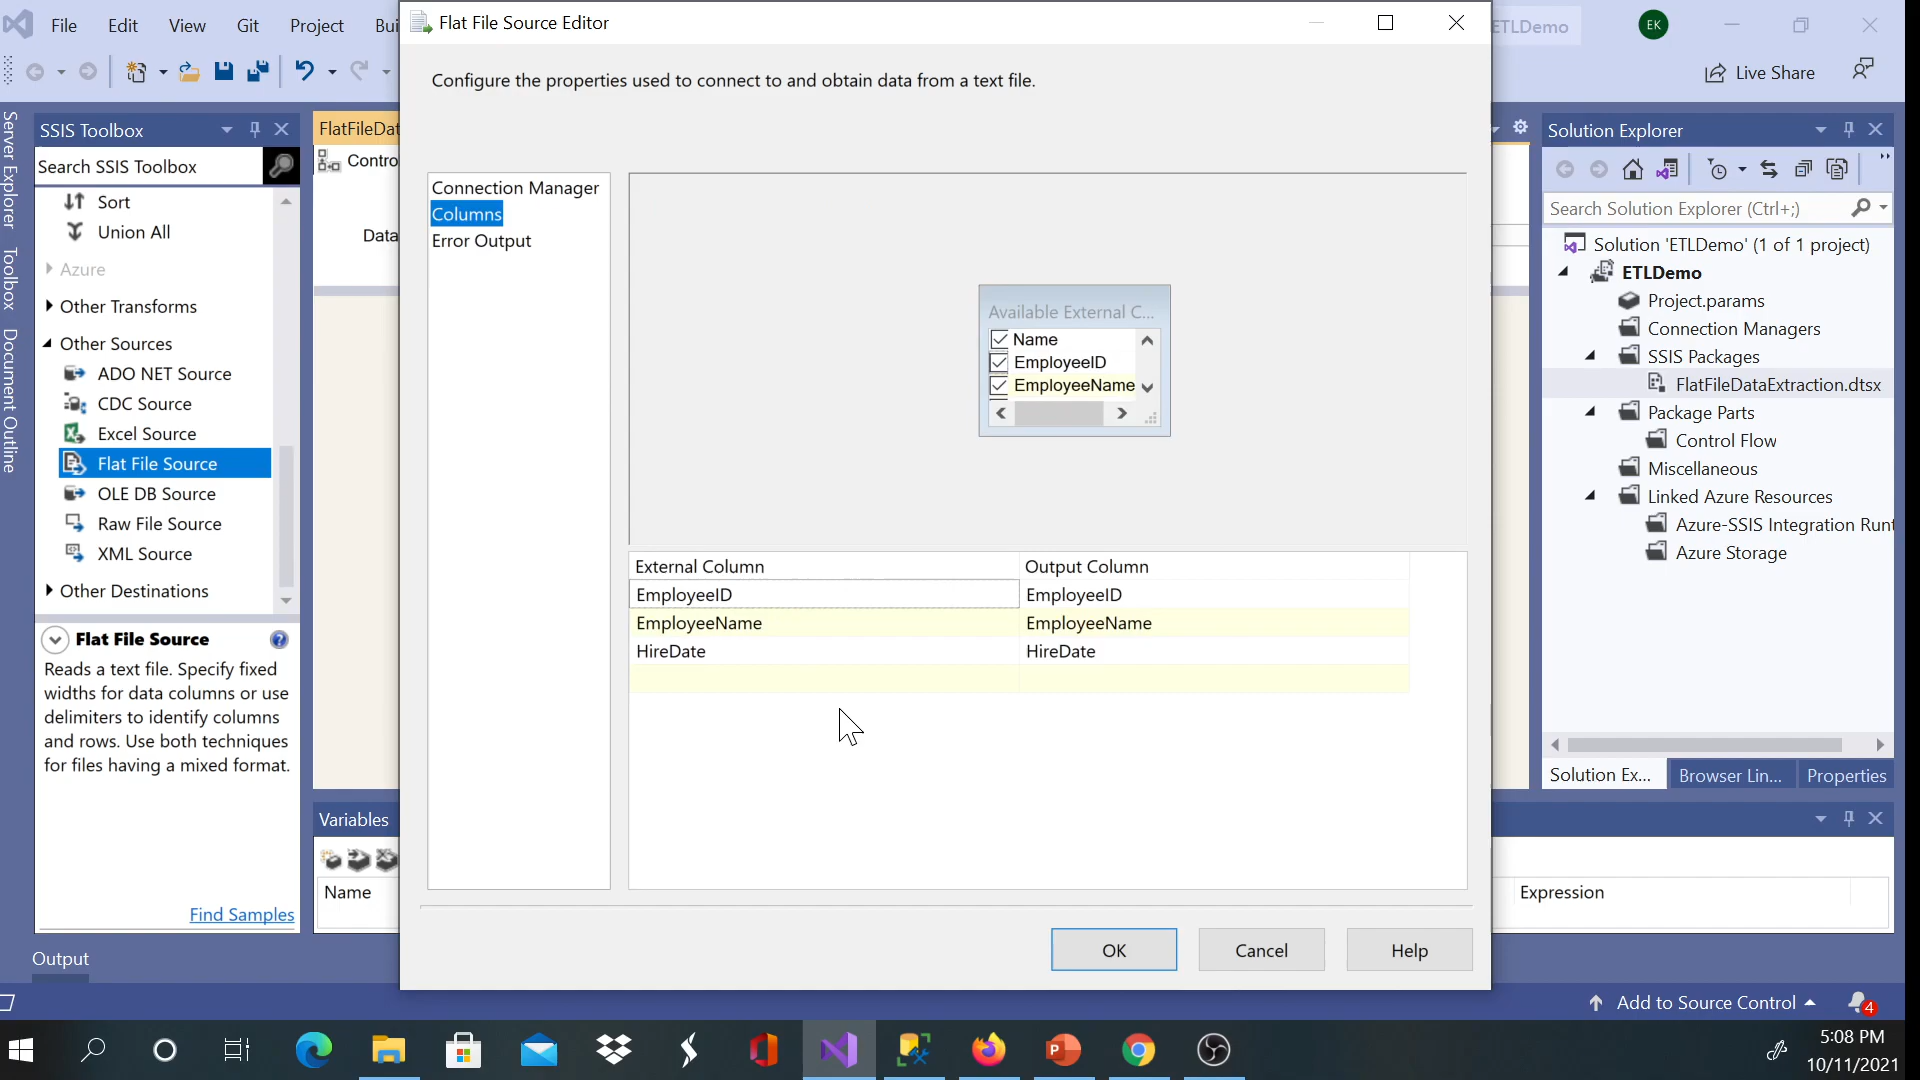 File Edit View Git Project
Flat File Source Editor
ETLDemo
EK
Live Share
Configure the properties used to connect to and obtain data from a text file.
Server Explorer
Toolbox
Document Outline
SSIS Toolbox
Search SSIS Toolbox
Sort
Union All
Azure
Other Transforms
Other Sources
ADO NET Source
CDC Source
Excel Source
Flat File Source
OLE DB Source
Raw File Source
XML Source
Other Destinations
Flat File Source
Reads a text file. Specify fixed
widths for data columns or use
delimiters to identify columns
and rows. Use both techniques
for files having a mixed format.
Find Samples
Output
FlatFileDat
Contro
Data
Variables
Name
Connection Manager
Columns
Error Output
Available External C...
Name
EmployeeID
EmployeeName
External Column Output Column
EmployeeID EmployeeID
EmployeeName EmployeeName
HireDate HireDate
OK Cancel Help
Solution Explorer
Search Solution Explorer (Ctrl+;)
Solution 'ETLDemo' (1 of 1 project)
ETLDemo
Project.params
Connection Managers
SSIS Packages
FlatFileDataExtraction.dtsx
Package Parts
Control Flow
Miscellaneous
Linked Azure Resources
Azure-SSIS Integration Runt
Azure Storage
Solution Ex... Browser Lin... Properties
Expression
Add to Source Control
4
5:08 PM
10/11/2021